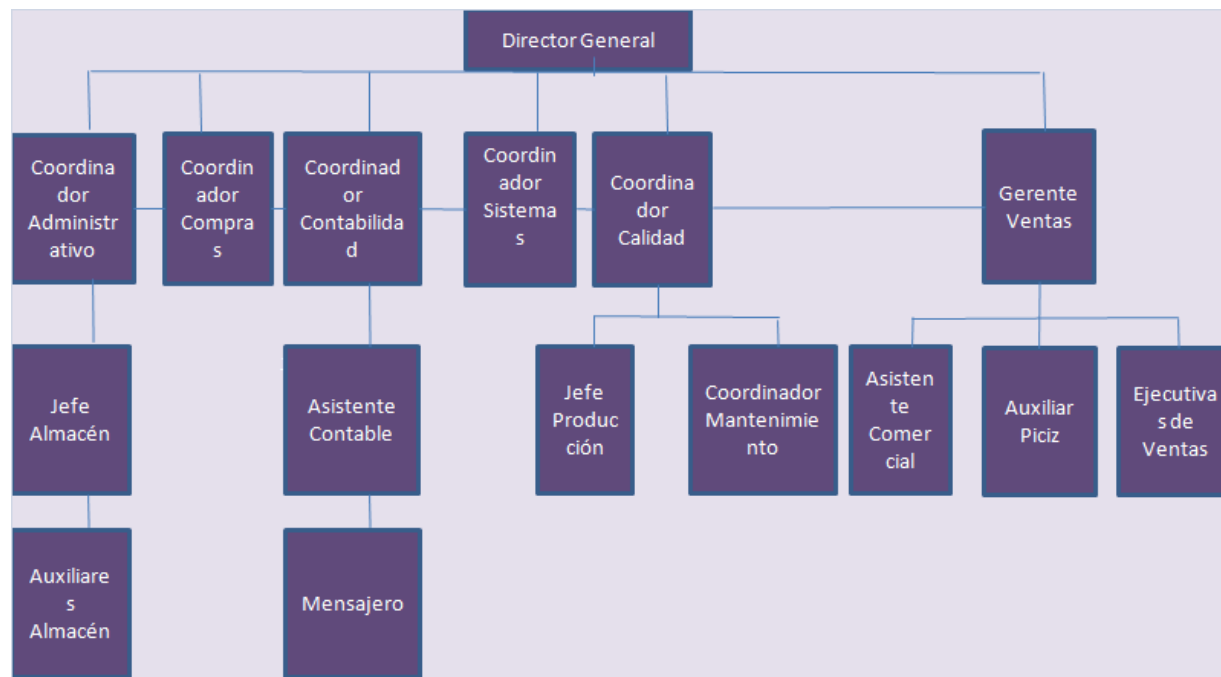 Director General
Coordina
dor
Administr
ativo
Coordin
ador
Compra
s
Coordinad
or
Contabilida
d
Coordin
ador
Sistema
s
Coordina
dor
Calidad
Gerente
Ventas
Jefe
Almacén
Asistente
Contable
Jefe
Produc
ción
Coordinador
Mantenimie
nto
Asisten
te
Comer
cial
Auxiliar
Piciz
Ejecutiva
s de
Ventas
Auxiliare
s
Almacén
Mensajero